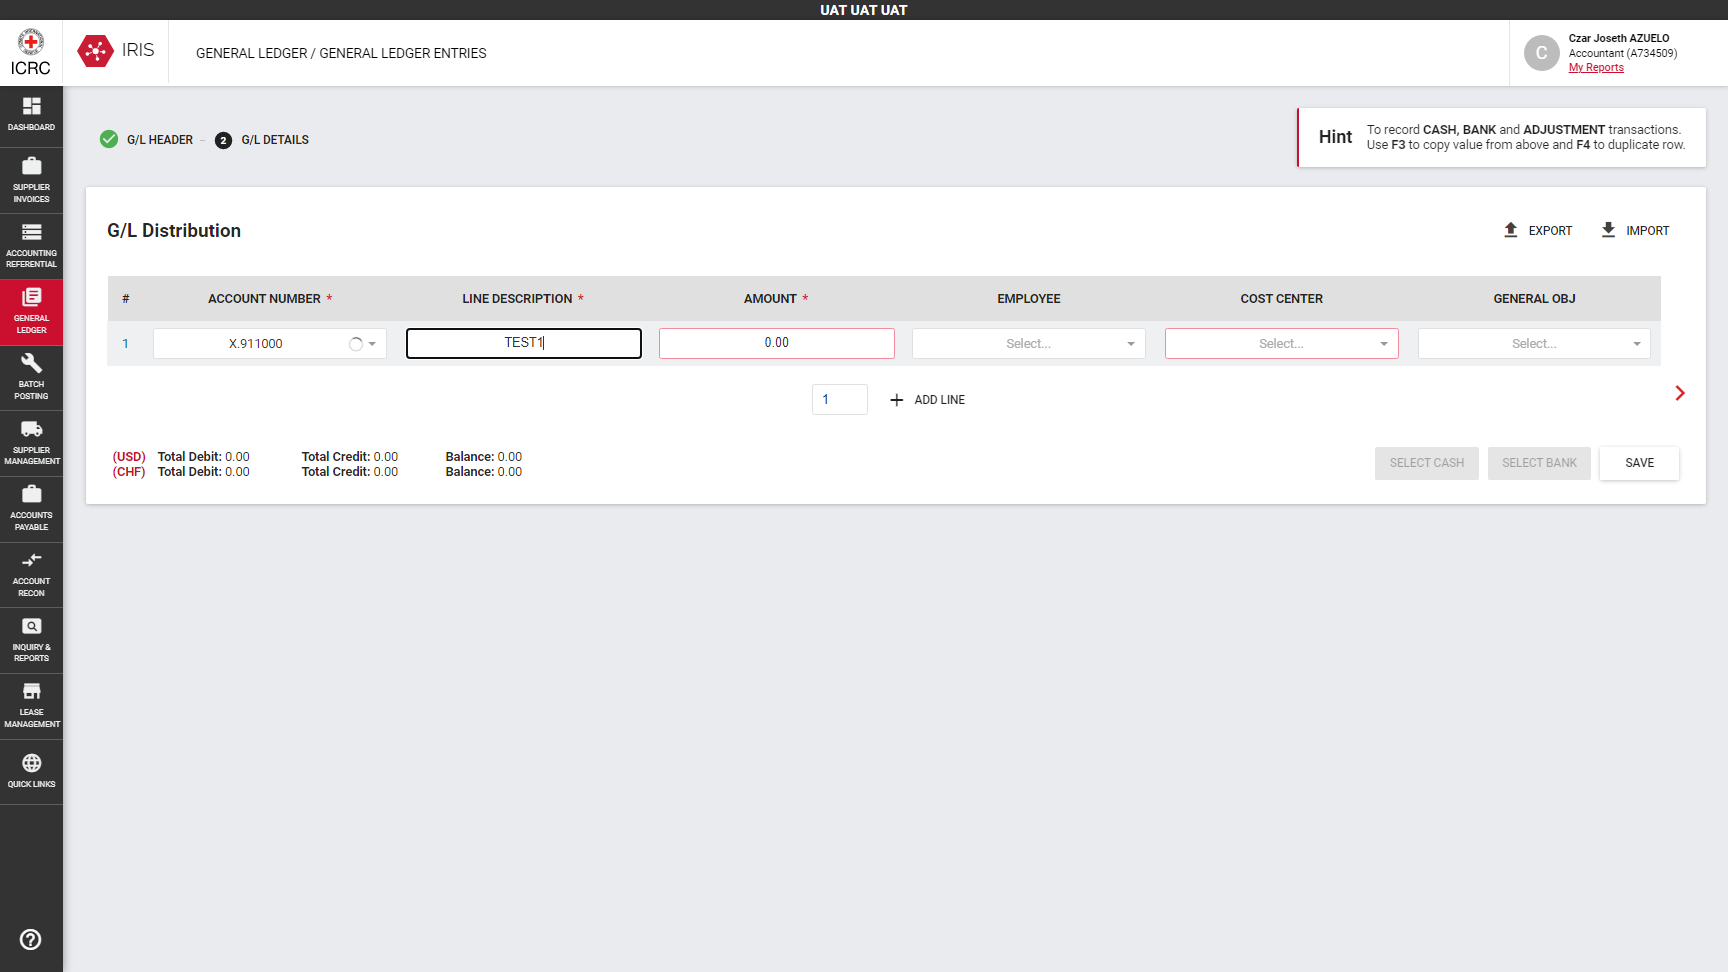 UAT UAT UAT
ICRC
IRIS
GENERAL LEDGER / GENERAL LEDGER ENTRIES
C
Czar Joseth AZUELO
Accountant (A734509)
My Reports
DASHBOARD
SUPPLIER
INVOICES
ACCOUNTING
REFERENTIAL
GENERAL
LEDGER
BATCH
POSTING
SUPPLIER
MANAGEMENT
ACCOUNTS
PAYABLE
ACCOUNT
RECON
INQUIRY &
REPORTS
LEASE
MANAGEMENT
QUICK LINKS
G/L HEADER
2 G/L DETAILS
Hint
To record CASH, BANK and ADJUSTMENT transactions.
Use F3 to copy value from above and F4 to duplicate row.
G/L Distribution
EXPORT
IMPORT
# ACCOUNT NUMBER * LINE DESCRIPTION * AMOUNT * EMPLOYEE COST CENTER GENERAL OBJ
1 X.911000 TEST1 0.00 Select... Select... Select...
1 ADD LINE
(USD) Total Debit: 0.00 Total Credit: 0.00 Balance: 0.00
(CHF) Total Debit: 0.00 Total Credit: 0.00 Balance: 0.00
SELECT CASH
SELECT BANK
SAVE